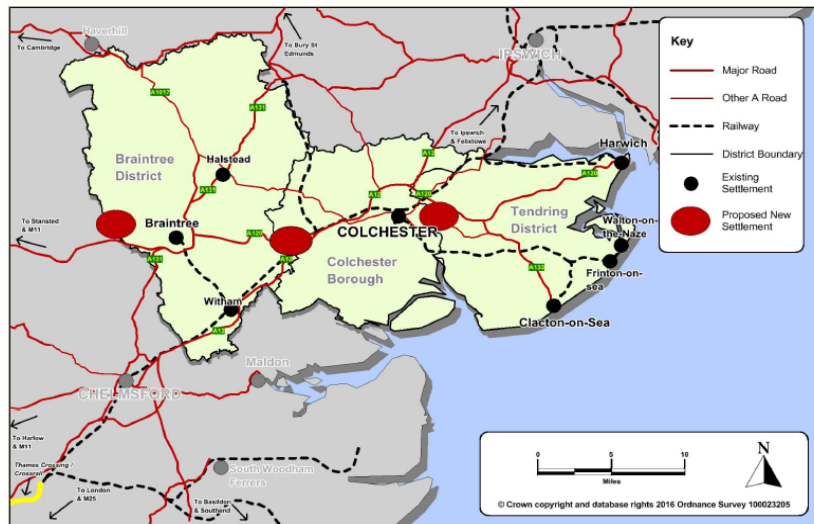 Haverhill
To Cambridge
To Bury St
Edmunds
IPSWICH
A1017
A131
To Ipswich
& Felixstowe
A12
Harwich
Braintree
District
Halstead
A131
A12
A120
A120
To Stansted
& M11
Braintree
A120
COLCHESTER
Tendring
District
Walton-on
-the-Naze
A131
A12
Colchester
Borough
A133
Frinton-on-
sea
Witham
Clacton-on-Sea
A12
Maldon
CHELMSFORD
To Harlow
& M11
Thames Crossing /
Crossrail
South Woodham
Ferrers
To London
& M25
To Basildon
& Southend
Key
Major Road
Other A Road
Railway
District Boundary
Existing
Settlement
Proposed New
Settlement
0 5 10
Miles
N
© Crown copyright and database rights 2016 Ordnance Survey 100023205